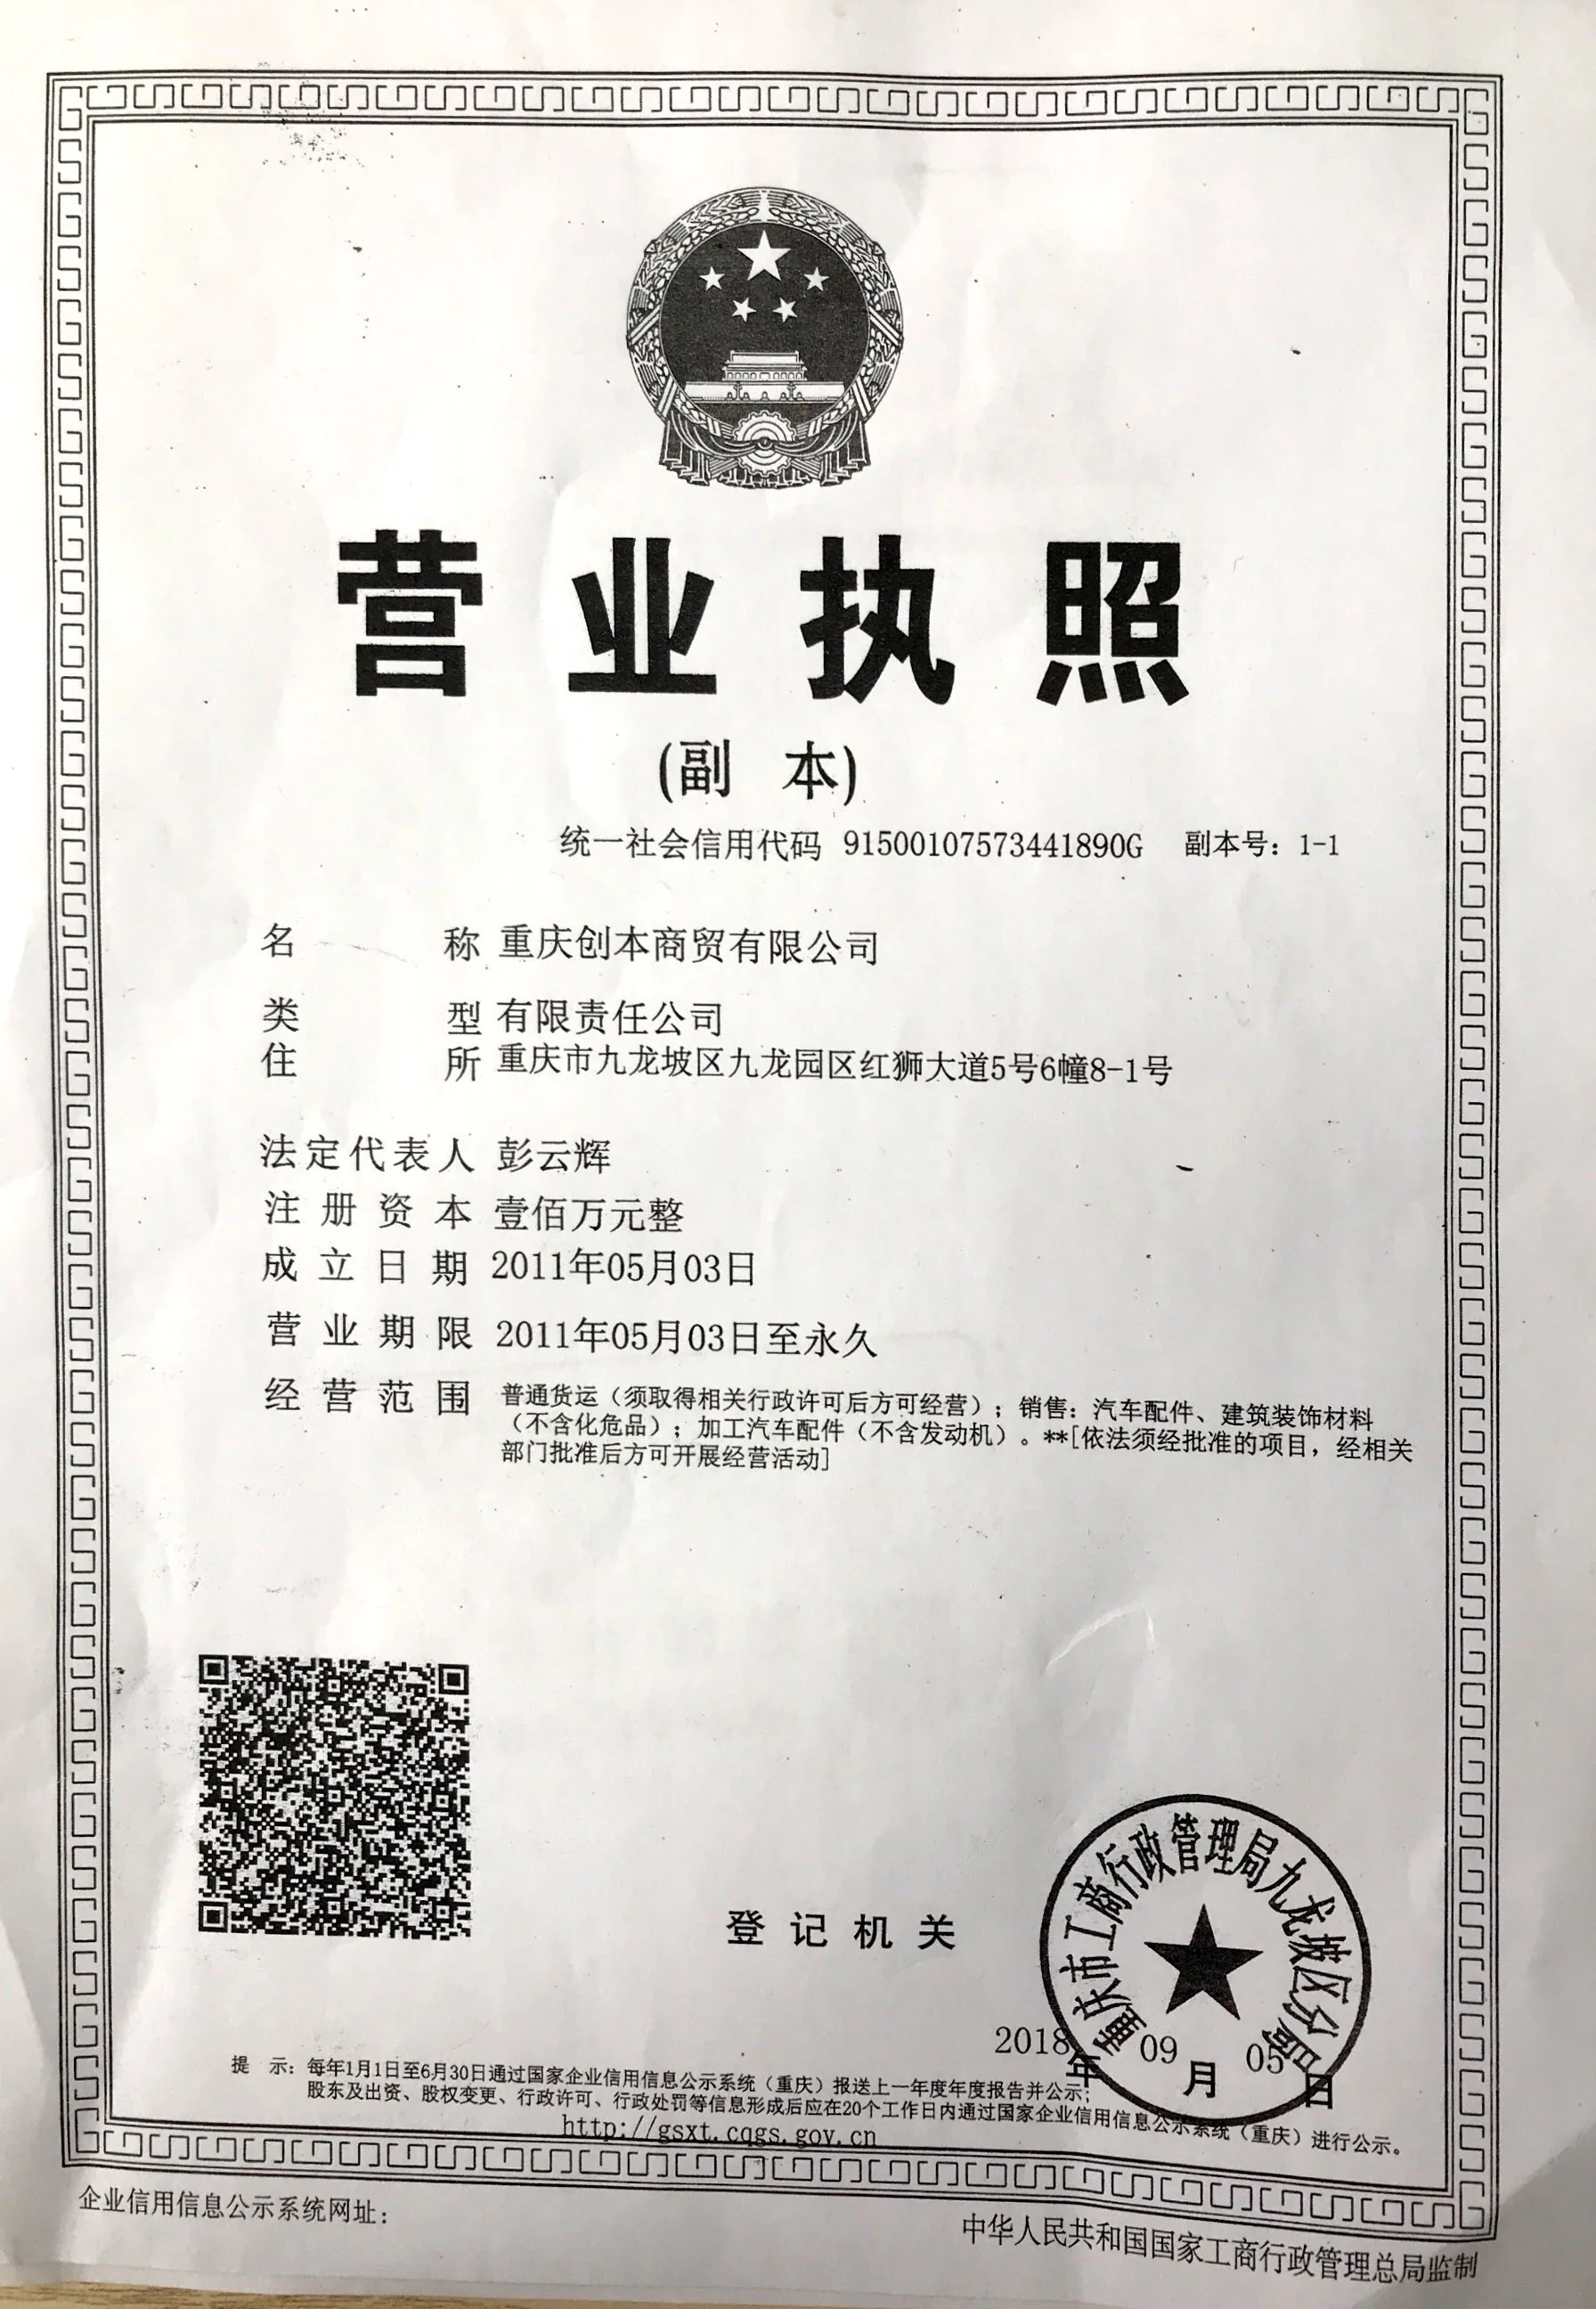 营业执照
(副 本)
统一社会信用代码 91500107573441890G 副本号：1-1
名 称 重庆创本商贸有限公司
类 型 有限责任公司
住 所 重庆市九龙坡区九龙园区红狮大道5号6幢8-1号
法定代表人 彭云辉
注册资本 壹佰万元整
成立日期 2011年05月03日
营业期限 2011年05月03日至永久
经营范围 普通货运（须取得相关行政许可后方可经营）；销售：汽车配件、建筑装饰材料
（不含化危品）；加工汽车配件（不含发动机）。**[依法须经批准的项目，经相关
部门批准后方可开展经营活动]
登记机关
重庆市工商行政管理局九龙坡区分局
2018年09月05日
提 示：每年1月1日至6月30日通过国家企业信用信息公示系统（重庆）报送上一年度年度报告并公示；
股东及出资、股权变更、行政许可、行政处罚等信息形成后应在20个工作日内通过国家企业信用信息公示系统（重庆）进行公示。
http://gsxt.cqgs.gov.cn
企业信用信息公示系统网址：
中华人民共和国国家工商行政管理总局监制